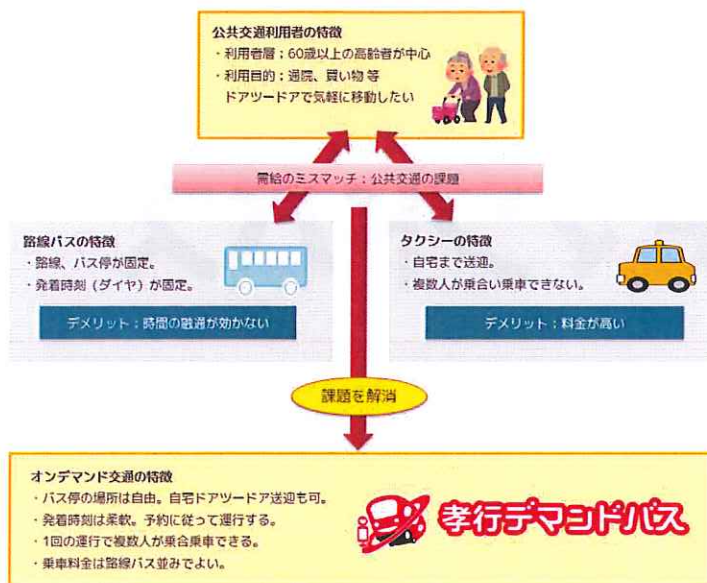 公共交通利用者の特徴
・利用者層：60歳以上の高齢者が中心
・利用目的：通院、買い物 等
ドアツードアで気軽に移動したい
需給のミスマッチ：公共交通の課題
路線バスの特徴
・路線、バス停が固定。
・発着時刻（ダイヤ）が固定。
デメリット：時間の融通が効かない
タクシーの特徴
・自宅まで送迎。
・複数人が乗合い乗車できない。
デメリット：料金が高い
課題を解消
オンデマンド交通の特徴
・バス停の場所は自由。自宅ドアツードア送迎も可。
・発着時刻は柔軟。予約に従って運行する。
・1回の運行で複数人が乗合乗車できる。
・乗車料金は路線バス並みでよい。
孝行デマンドバス